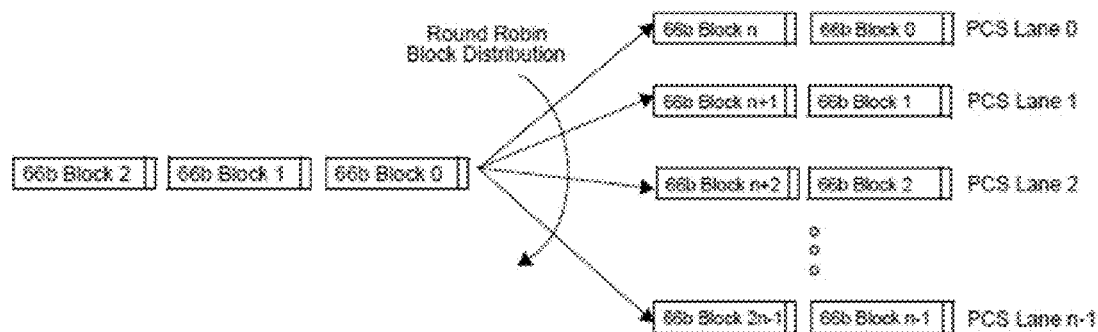 Round Robin
Block Distribution
66b Block 2
66b Block 1
66b Block 0
66b Block n
66b Block 0
PCS Lane 0
66b Block n+1
66b Block 1
PCS Lane 1
66b Block n+2
66b Block 2
PCS Lane 2
66b Block 2n-1
66b Block n-1
PCS Lane n-1